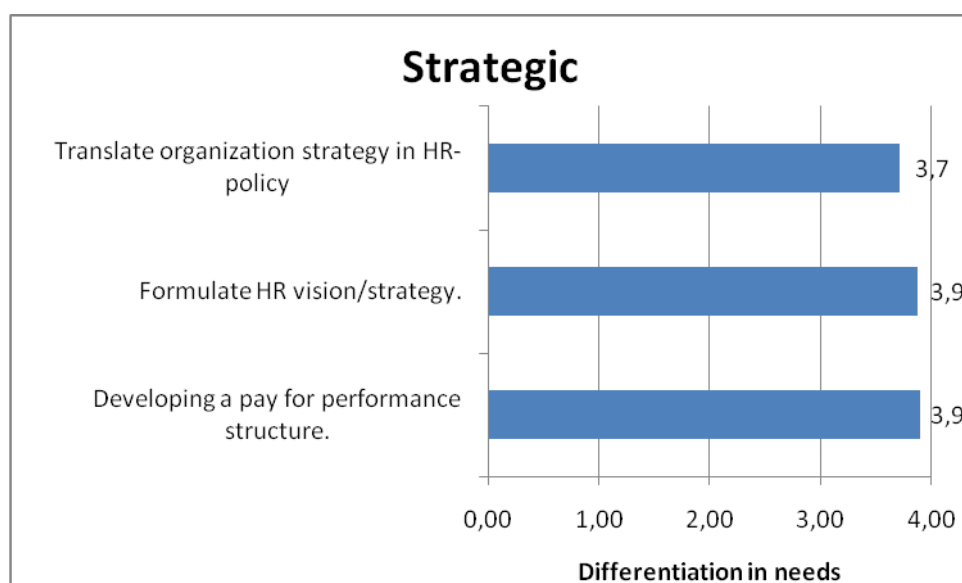 Strategic
Translate organization strategy in HR-
policy
3,7
Formulate HR vision/strategy.
3,9
Developing a pay for performance
structure.
3,9
0,00 1,00 2,00 3,00 4,00
Differentiation in needs